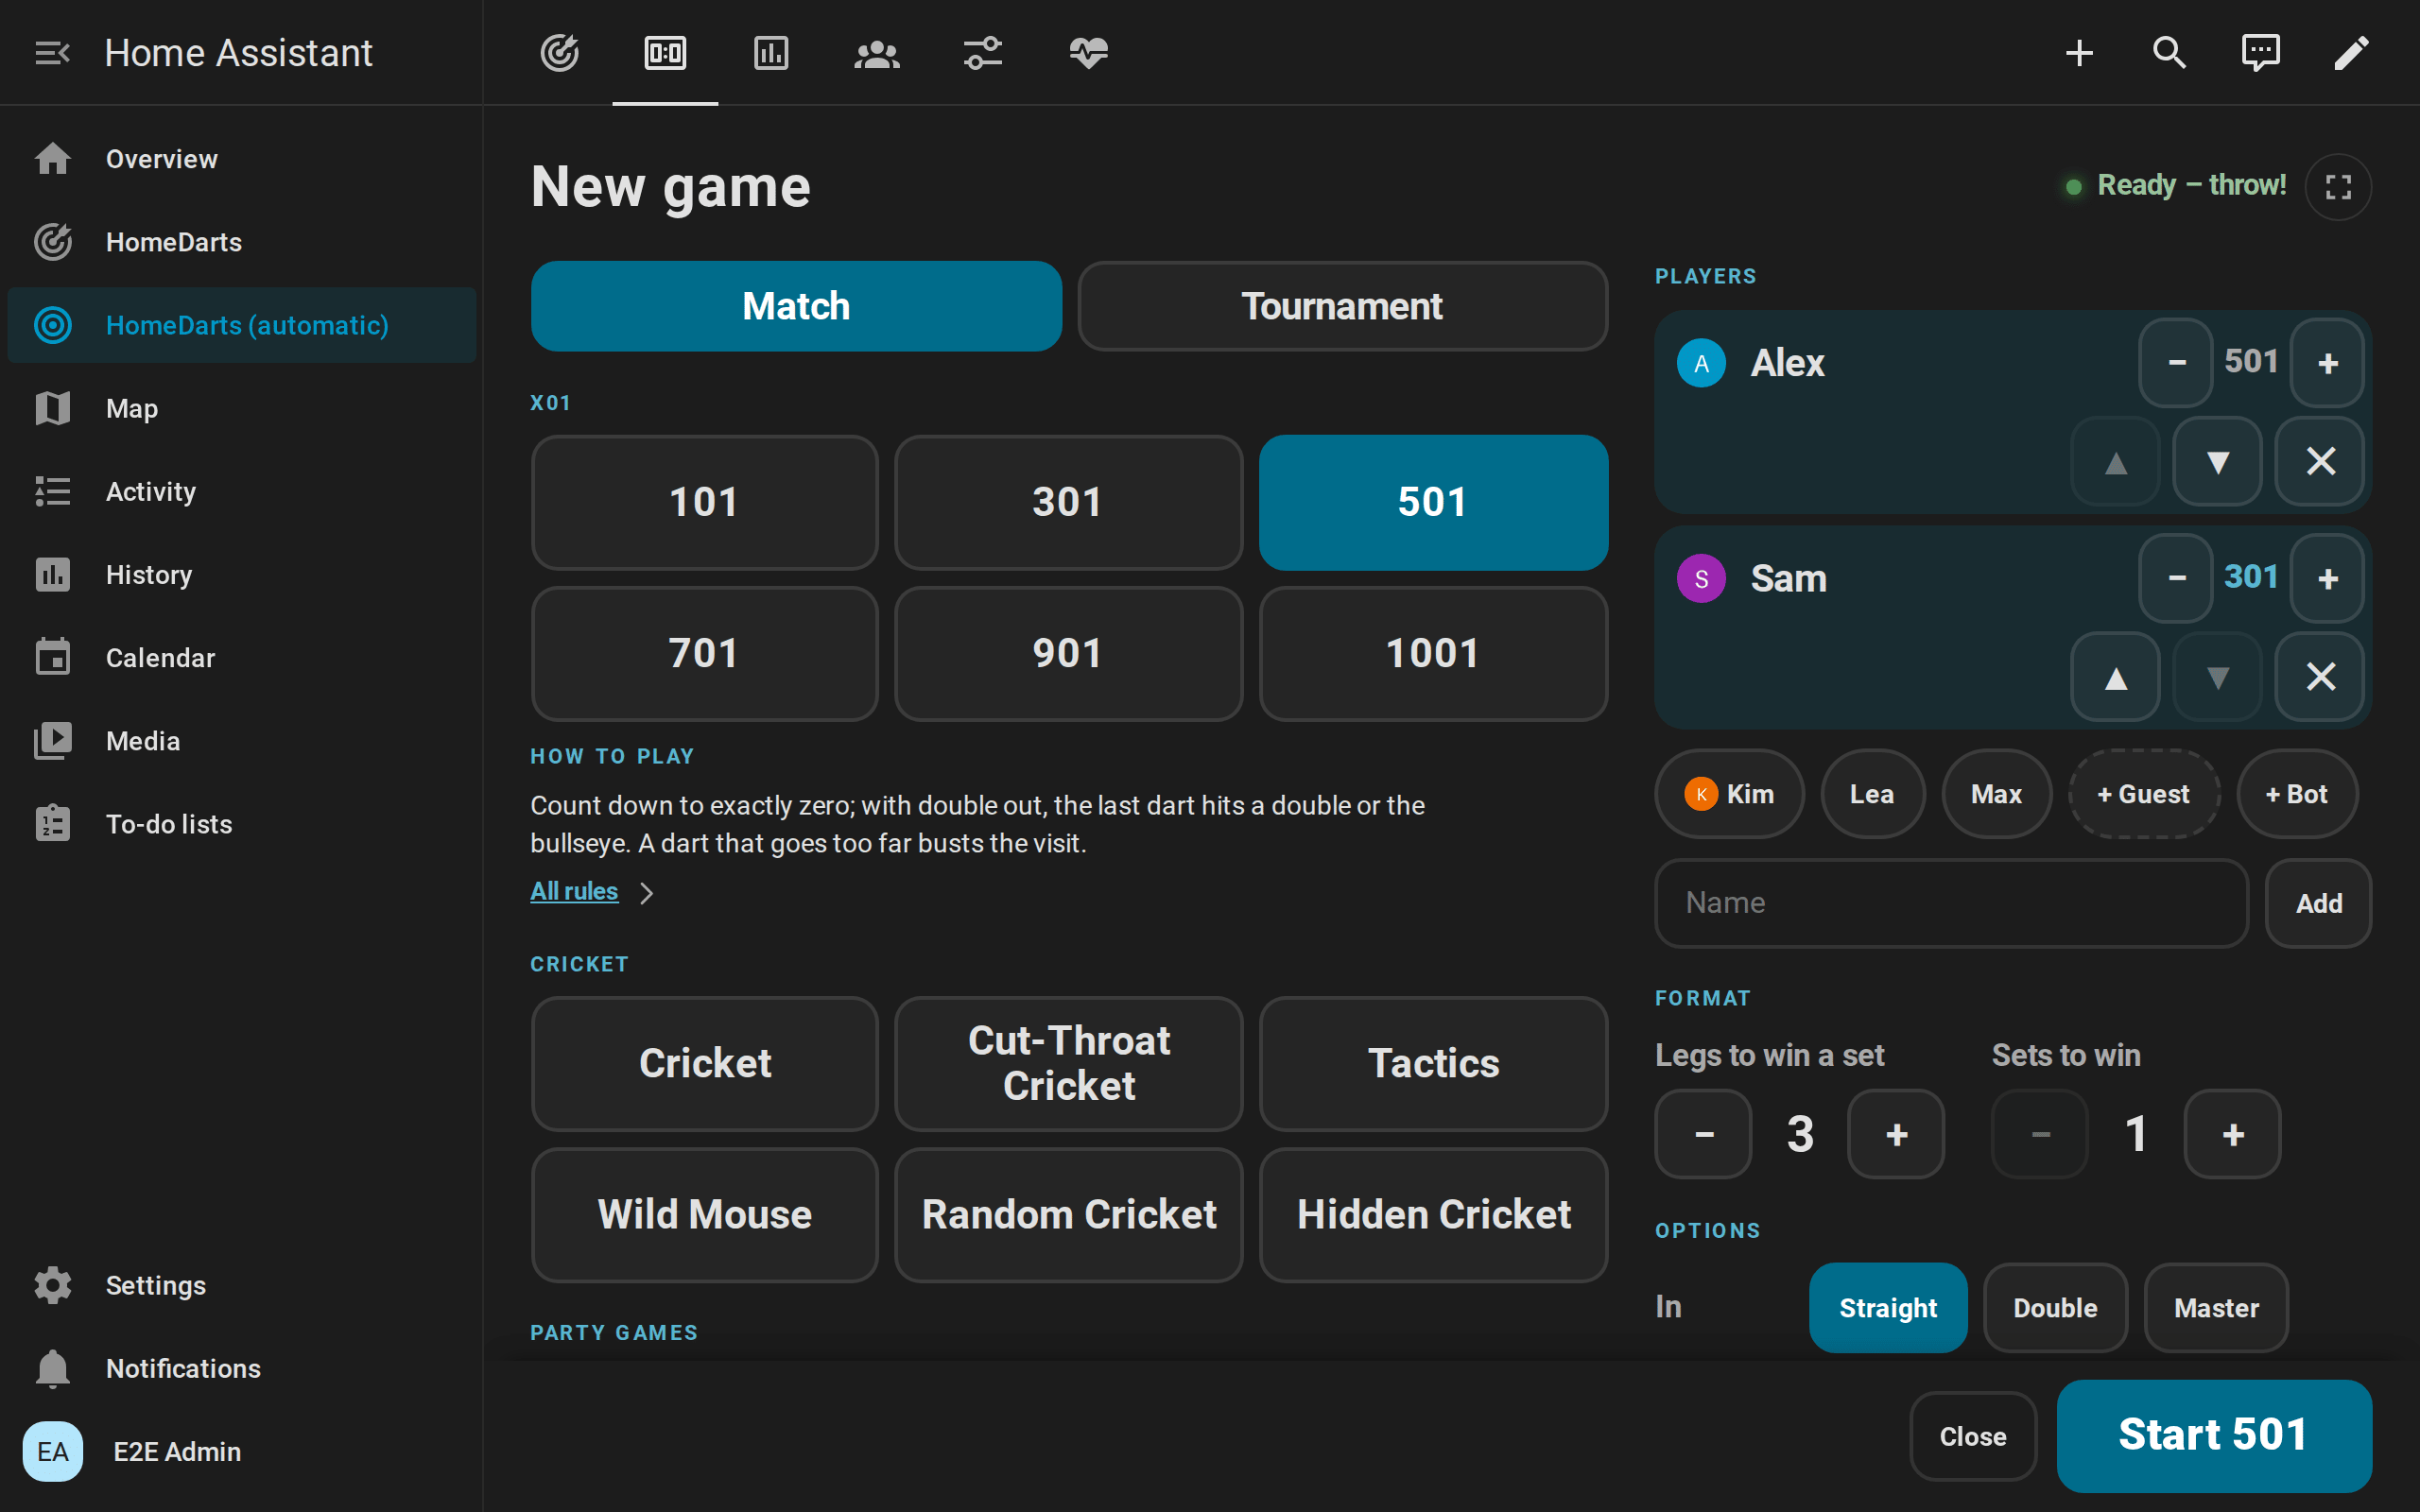 Home Assistant
Overview
HomeDarts
HomeDarts (automatic)
Map
Activity
History
Calendar
Media
To-do lists
Settings
Notifications
EA E2E Admin
New game
Ready – throw!
Match
Tournament
X01
101
301
501
701
901
1001
HOW TO PLAY
Count down to exactly zero; with double out, the last dart hits a double or the
bullseye. A dart that goes too far busts the visit.
All rules
CRICKET
Cricket
Cut-Throat
Cricket
Tactics
Wild Mouse
Random Cricket
Hidden Cricket
PARTY GAMES
PLAYERS
A Alex − 501 +
▲ ▼ ✕
S Sam − 301 +
▲ ▼ ✕
K Kim
Lea
Max
+ Guest
+ Bot
Name
Add
FORMAT
Legs to win a set
Sets to win
− 3 +
− 1 +
OPTIONS
In
Straight
Double
Master
Close
Start 501